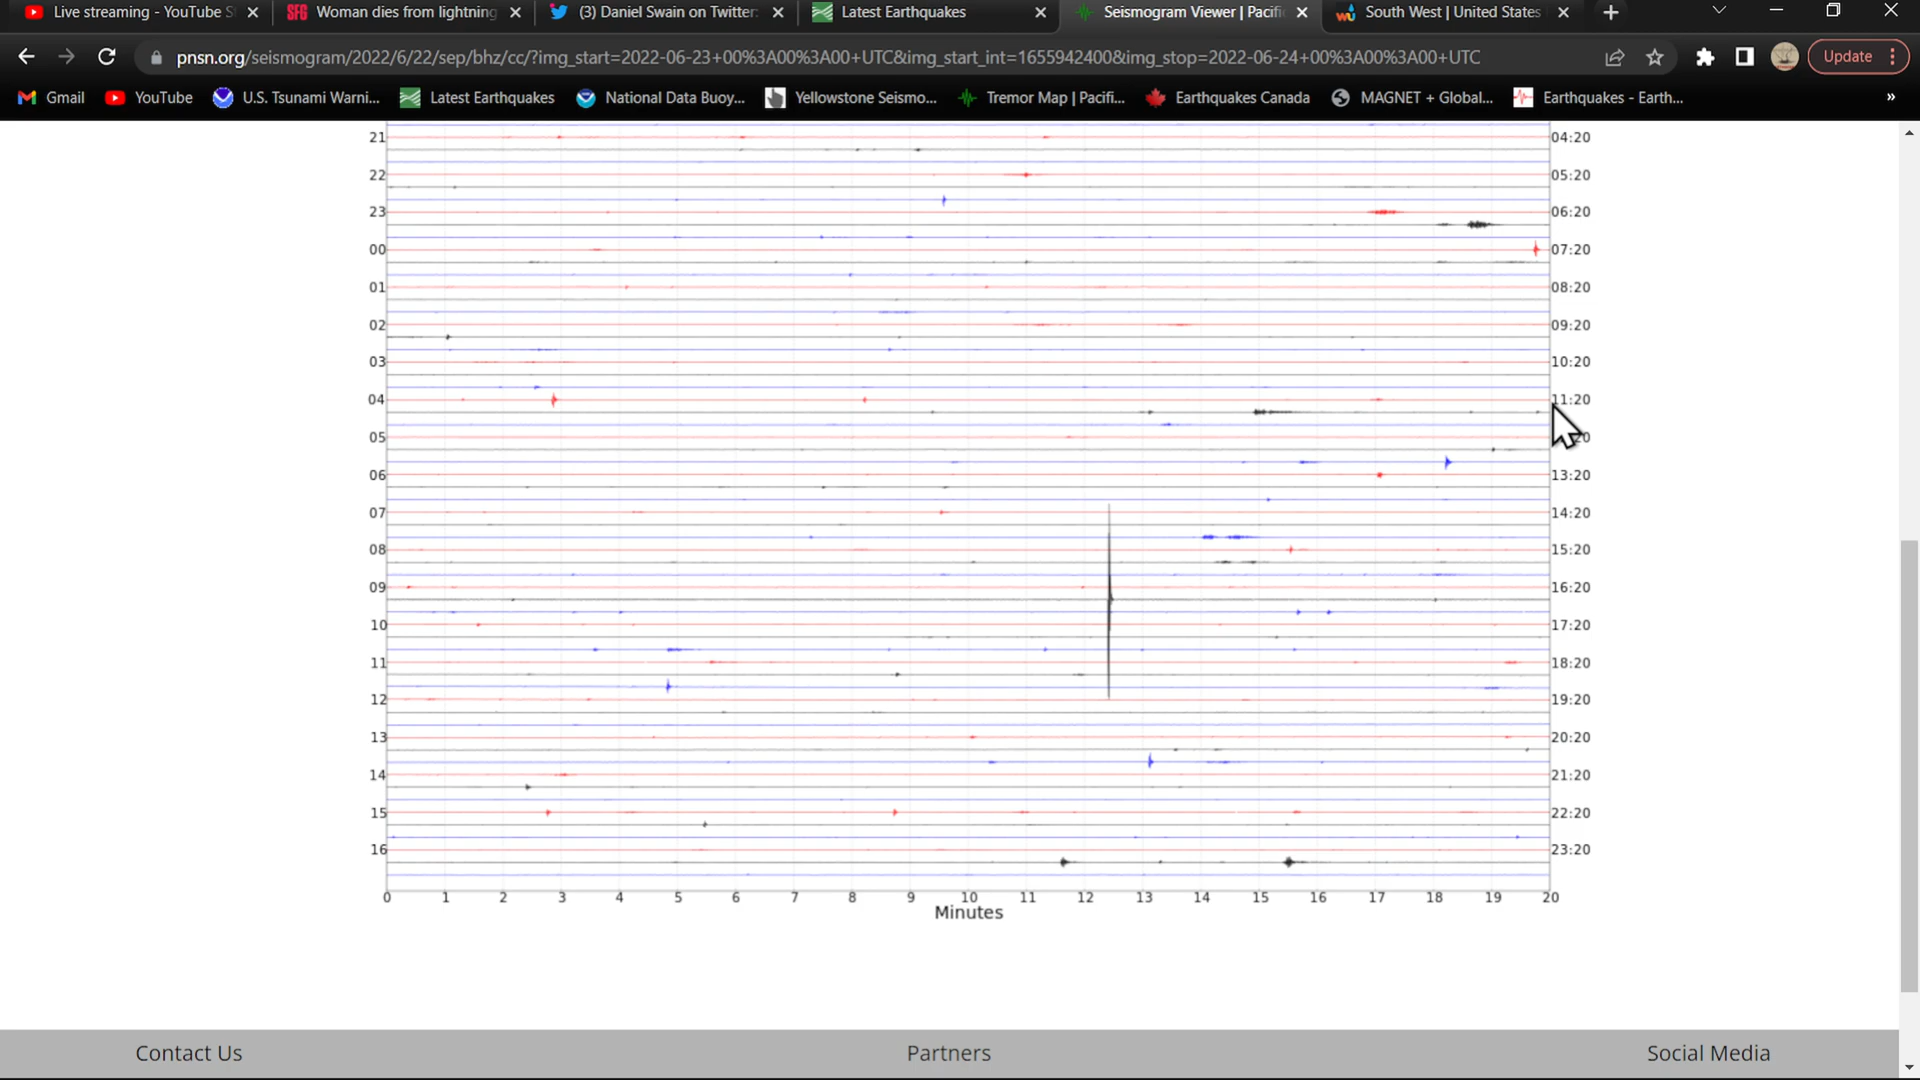 Live streaming - YouTube S
Woman dies from lightning
(3) Daniel Swain on Twitter:
Latest Earthquakes
Seismogram Viewer | Pacifi
South West | United States
pnsn.org/seismogram/2022/6/22/sep/bhz/cc/?img_start=2022-06-23+00%3A00%3A00+UTC&img_start_int=1655942400&img_stop=2022-06-24+00%3A00%3A00+UTC
Update
Gmail
YouTube
U.S. Tsunami Warni...
Latest Earthquakes
National Data Buoy...
Yellowstone Seismo...
Tremor Map | Pacifi...
Earthquakes Canada
MAGNET + Global...
Earthquakes - Earth...
21 04:20
22 05:20
23 06:20
00 07:20
01 08:20
02 09:20
03 10:20
04 11:20
05
06 13:20
07 14:20
08 15:20
09 16:20
10 17:20
11 18:20
12 19:20
13 20:20
14 21:20
15 22:20
16 23:20
0 1 2 3 4 5 6 7 8 9 10 11 12 13 14 15 16 17 18 19 20
Minutes
Contact Us
Partners
Social Media